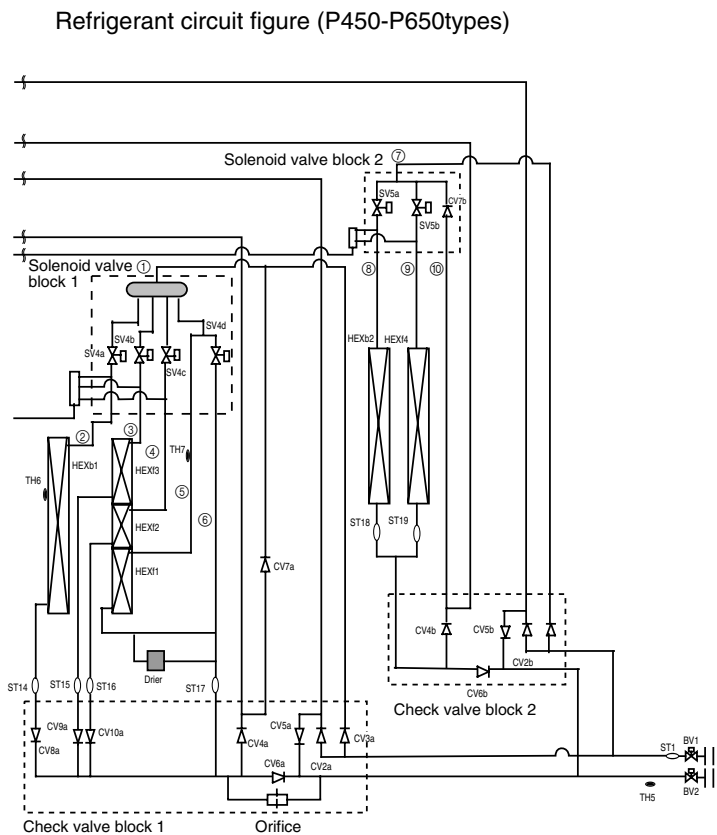 Refrigerant circuit figure (P450-P650types)
Solenoid valve block 2 ⑦
SV5a
SV5b
CV7b
Solenoid valve ①
block 1
⑧ ⑨ ⑩
SV4a
SV4b
SV4c
SV4d
HEXb2 HEXf4
② ③ ④
TH7
HEXb1
HEXf3
TH6
⑤
⑥
HEXf2
HEXf1
ST18
ST19
CV7a
CV4b
CV5b
CV2b
CV6b
Check valve block 2
Drier
ST14
ST15
ST16
ST17
CV8a
CV9a
CV10a
CV4a
CV5a
CV6a
CV2a
CV3a
ST1
BV1
BV2
TH5
Check valve block 1
Orifice